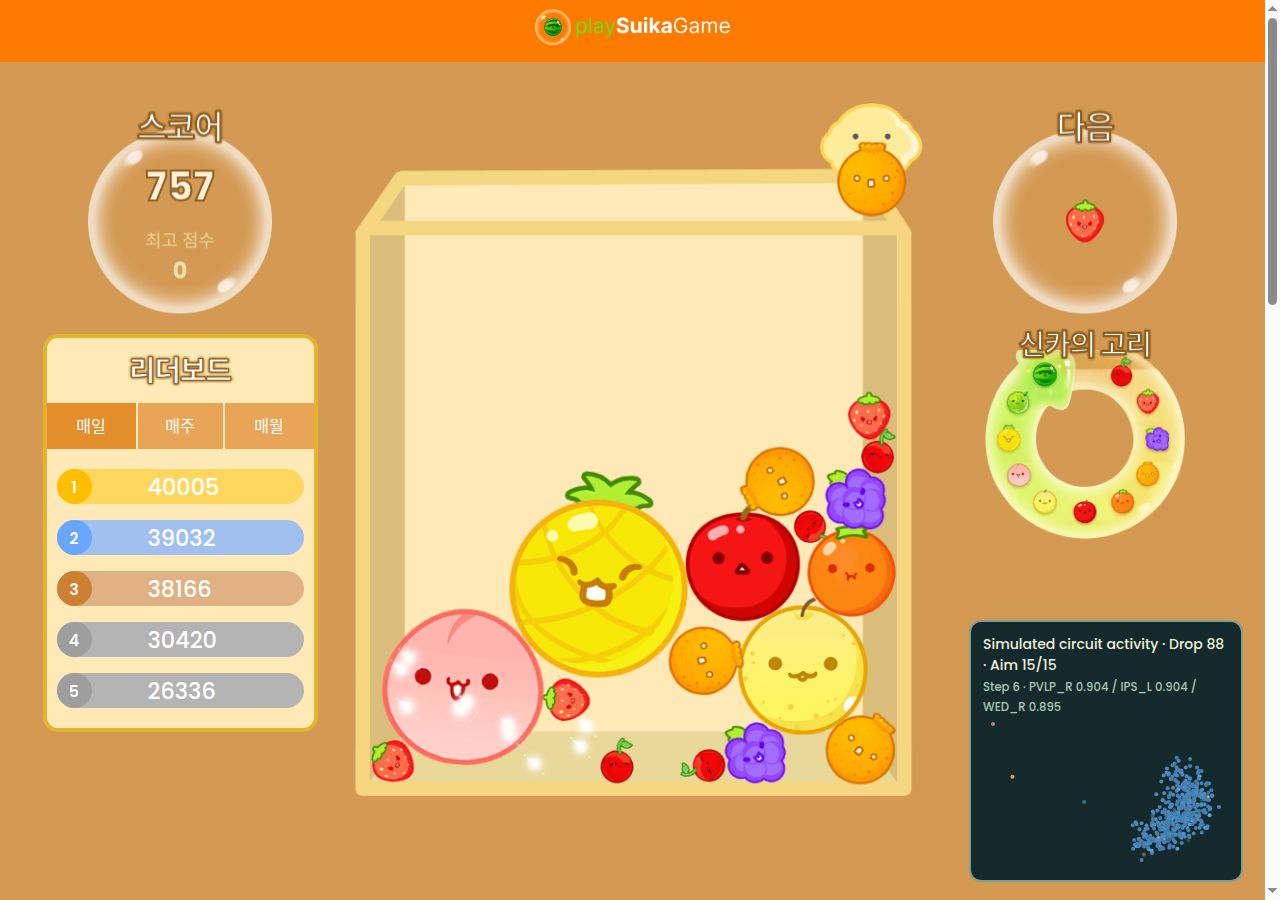 playSuikaGame
스코어
757
최고 점수
0
리더보드
매일 매주 매월
1 40005
2 39032
3 38166
4 30420
5 26336
다음
신카의 고리
Simulated circuit activity · Drop 88
· Aim 15/15
Step 6 · PVLP_R 0.904 / IPS_L 0.904 /
WED_R 0.895